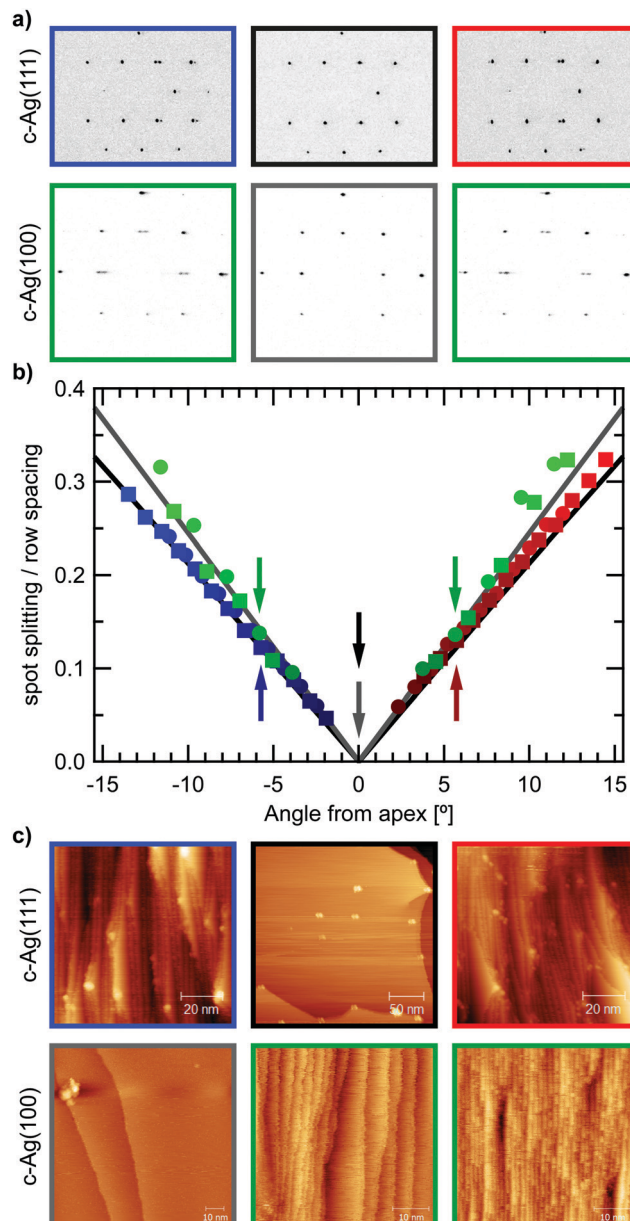 a)
c-Ag(111)
c-Ag(100)
b)
0.4
0.3
0.2
0.1
0.0
spot splitting / row spacing
-15 -10 -5 0 5 10 15
Angle from apex [º]
c)
c-Ag(111)
20 nm
50 nm
20 nm
c-Ag(100)
10 nm
10 nm
10 nm